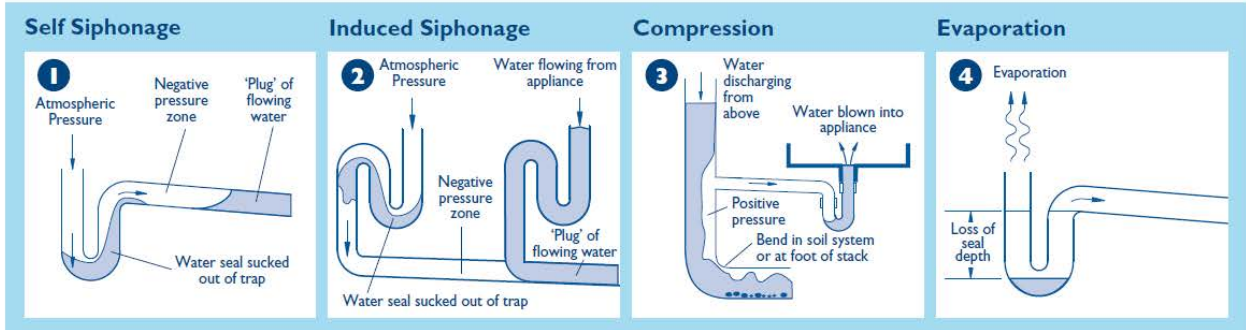 Self Siphonage
1
Atmospheric
Pressure
Negative
pressure
zone
'Plug' of
flowing
water
Water seal sucked
out of trap
Induced Siphonage
2
Atmospheric
Pressure
Water flowing from
appliance
Negative
pressure
zone
'Plug' of
flowing water
Water seal sucked out of trap
Compression
3
Water
discharging
from
above
Water blown into
appliance
Positive
pressure
Bend in soil system
or at foot of stack
Evaporation
4
Evaporation
Loss of
seal
depth